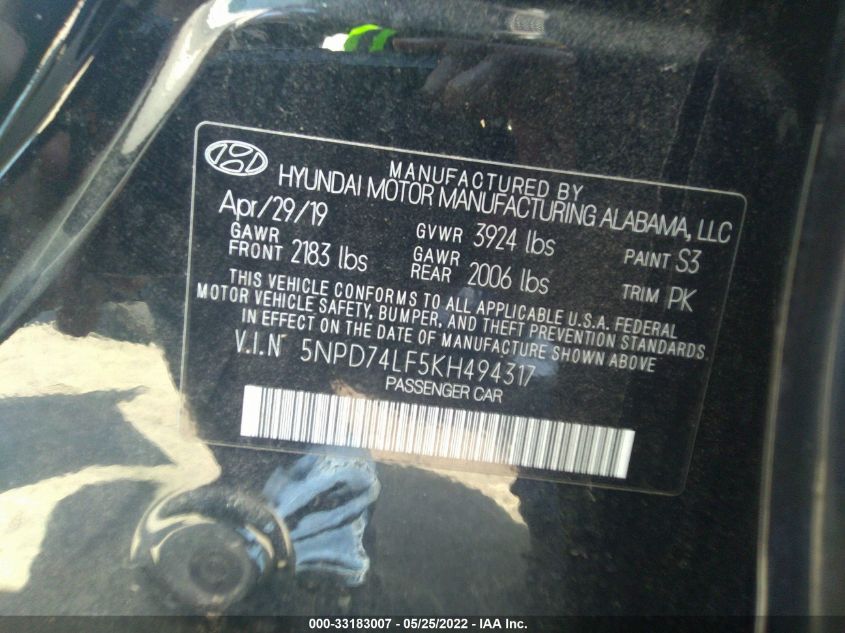 MANUFACTURED BY
HYUNDAI MOTOR MANUFACTURING ALABAMA, LLC
Apr/29/19 GVWR 3924 lbs PAINT S3
GAWR FRONT 2183 lbs GAWR REAR 2006 lbs TRIM PK
THIS VEHICLE CONFORMS TO ALL APPLICABLE U.S.A. FEDERAL
MOTOR VEHICLE SAFETY, BUMPER, AND THEFT PREVENTION STANDARDS
IN EFFECT ON THE DATE OF MANUFACTURE SHOWN ABOVE
V.I.N 5NPD74LF5KH494317
PASSENGER CAR
000-33183007 - 05/25/2022 - IAA Inc.